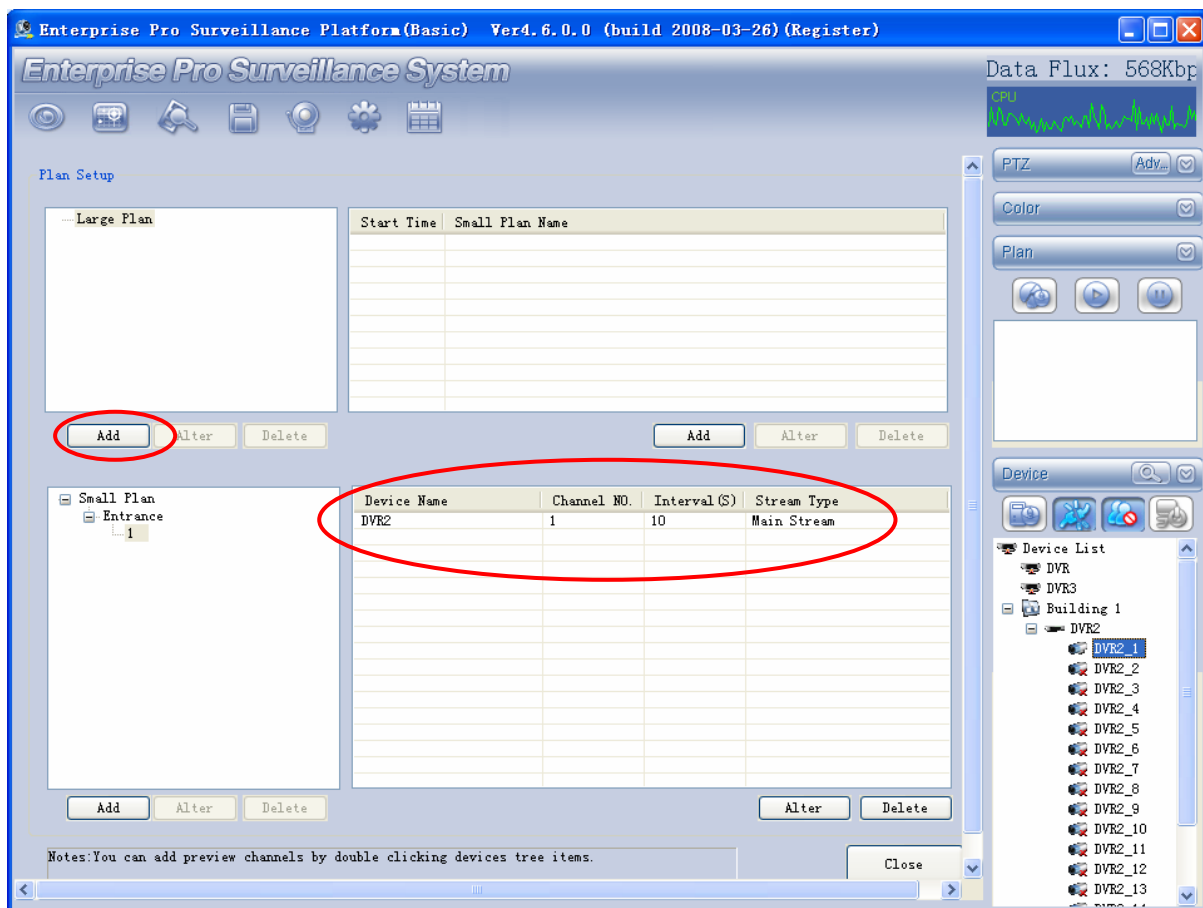 Enterprise Pro Surveillance Platform(Basic) Ver4.6.0.0 (build 2008-03-26)(Register)
Enterprise Pro Surveillance System
Data Flux: 568Kbp
CPU
PTZ Adv...
Color
Plan
Plan Setup
Large Plan
Start Time Small Plan Name
Add Alter Delete
Add Alter Delete
Small Plan
Entrance
1
Device Name Channel NO. Interval(S) Stream Type
DVR2 1 10 Main Stream
Add Alter Delete
Alter Delete
Notes:You can add preview channels by double clicking devices tree items.
Close
Device
Device List
DVR
DVR3
Building 1
DVR2
DVR2_1
DVR2_2
DVR2_3
DVR2_4
DVR2_5
DVR2_6
DVR2_7
DVR2_8
DVR2_9
DVR2_10
DVR2_11
DVR2_12
DVR2_13